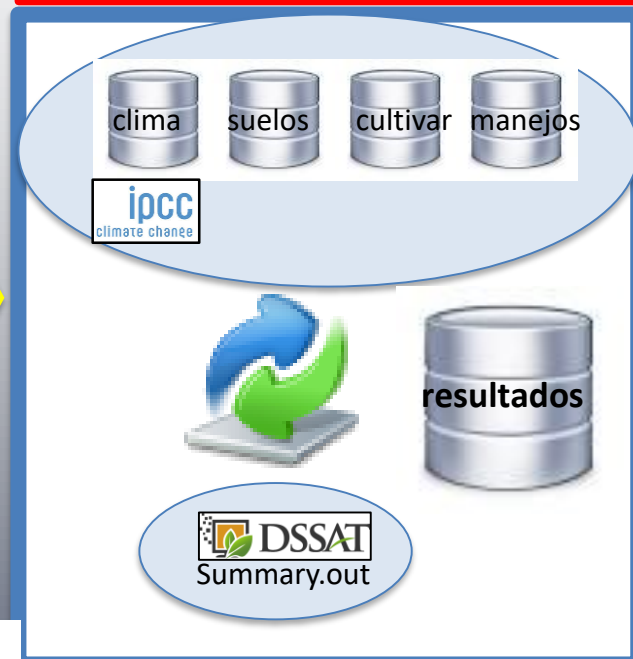 clima suelos cultivar manejos
ipcc
climate change
resultados
DSSAT
Summary.out